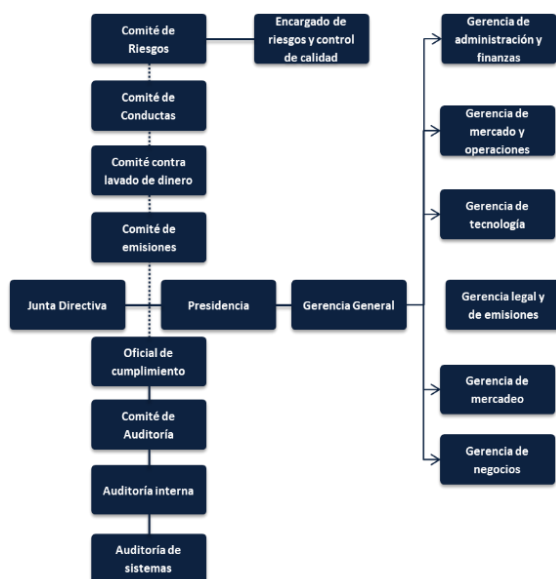 Comité de
Riesgos
Encargado de
riesgos y control
de calidad
Gerencia de
administración y
finanzas
Comité de
Conductas
Gerencia de
mercado y
operaciones
Comité contra
lavado de dinero
Gerencia de
tecnología
Comité de
emisiones
Junta Directiva
Presidencia
Gerencia General
Gerencia legal y
de emisiones
Oficial de
cumplimiento
Gerencia de
mercadeo
Comité de
Auditoría
Gerencia de
negocios
Auditoría interna
Auditoría de
sistemas